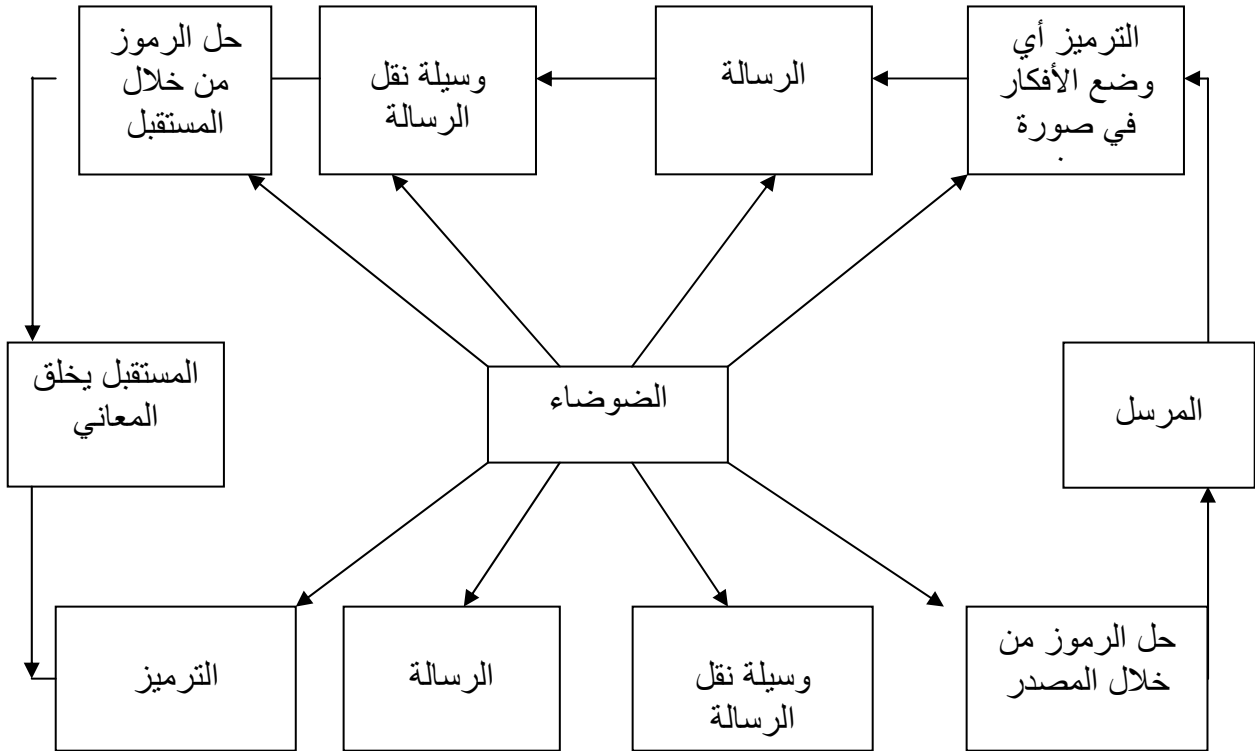 الترميز أي
وضع الأفكار
في صورة
الرسالة
وسيلة نقل
الرسالة
حل الرموز
من خلال
المستقبل
المرسل
الضوضاء
المستقبل يخلق
المعاني
حل الرموز من
خلال المصدر
وسيلة نقل
الرسالة
الرسالة
الترميز